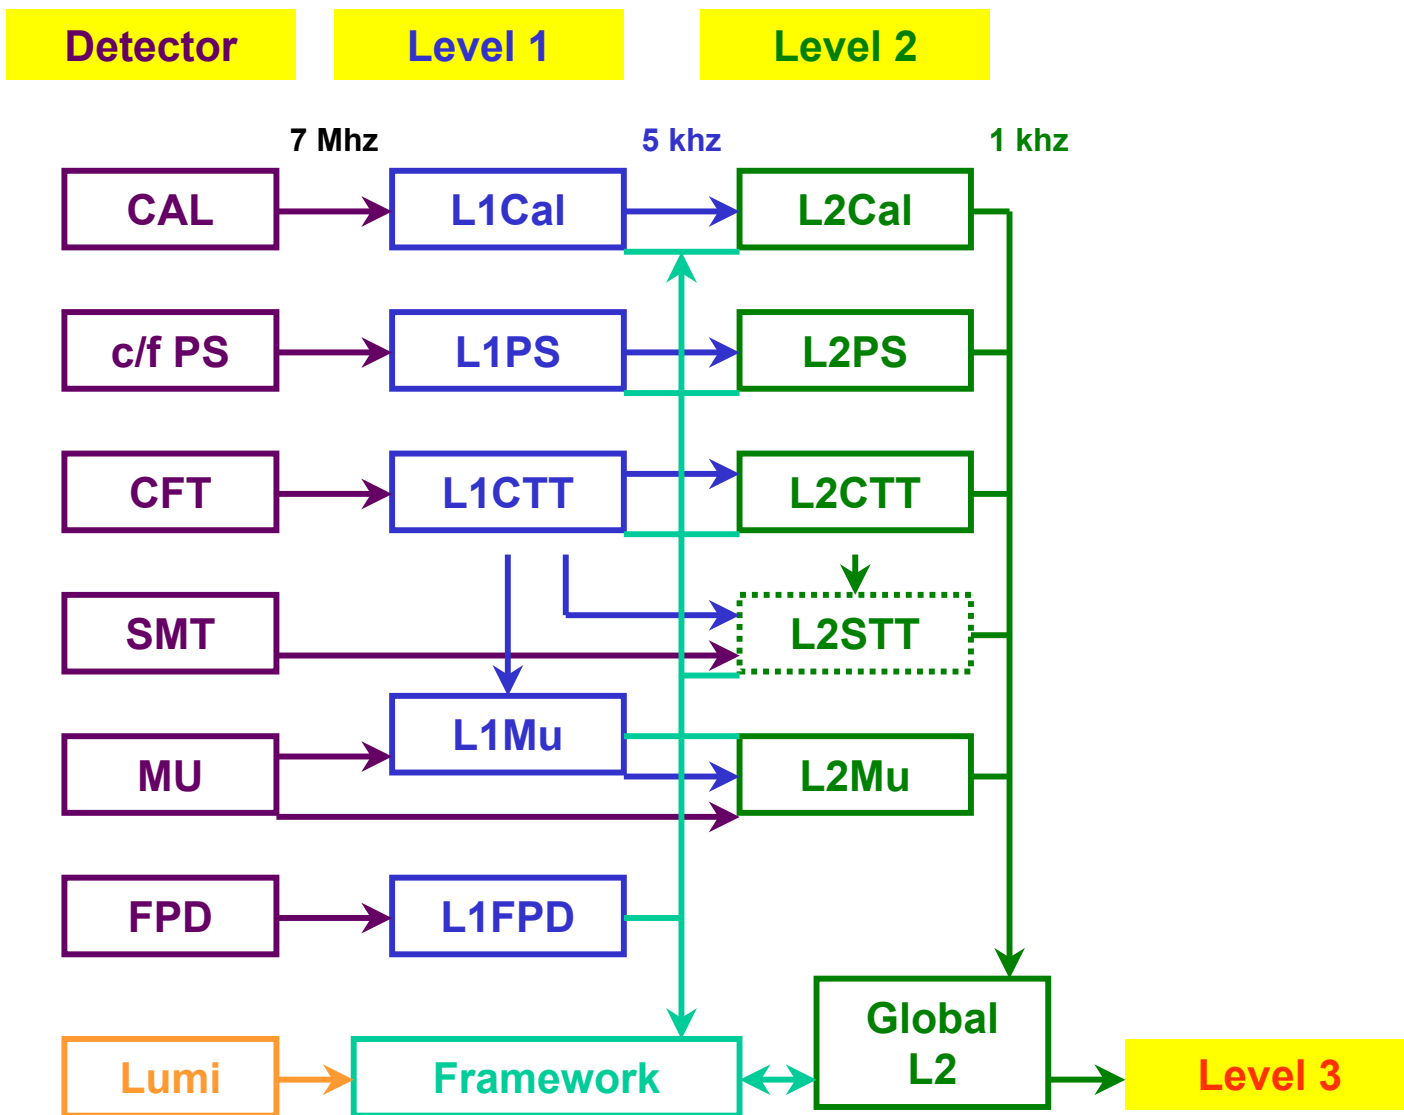 Detector
Level 1
Level 2
7 Mhz
5 khz
1 khz
CAL
L1Cal
L2Cal
c/f PS
L1PS
L2PS
CFT
L1CTT
L2CTT
SMT
L2STT
L1Mu
MU
L2Mu
FPD
L1FPD
Global
L2
Lumi
Framework
Level 3